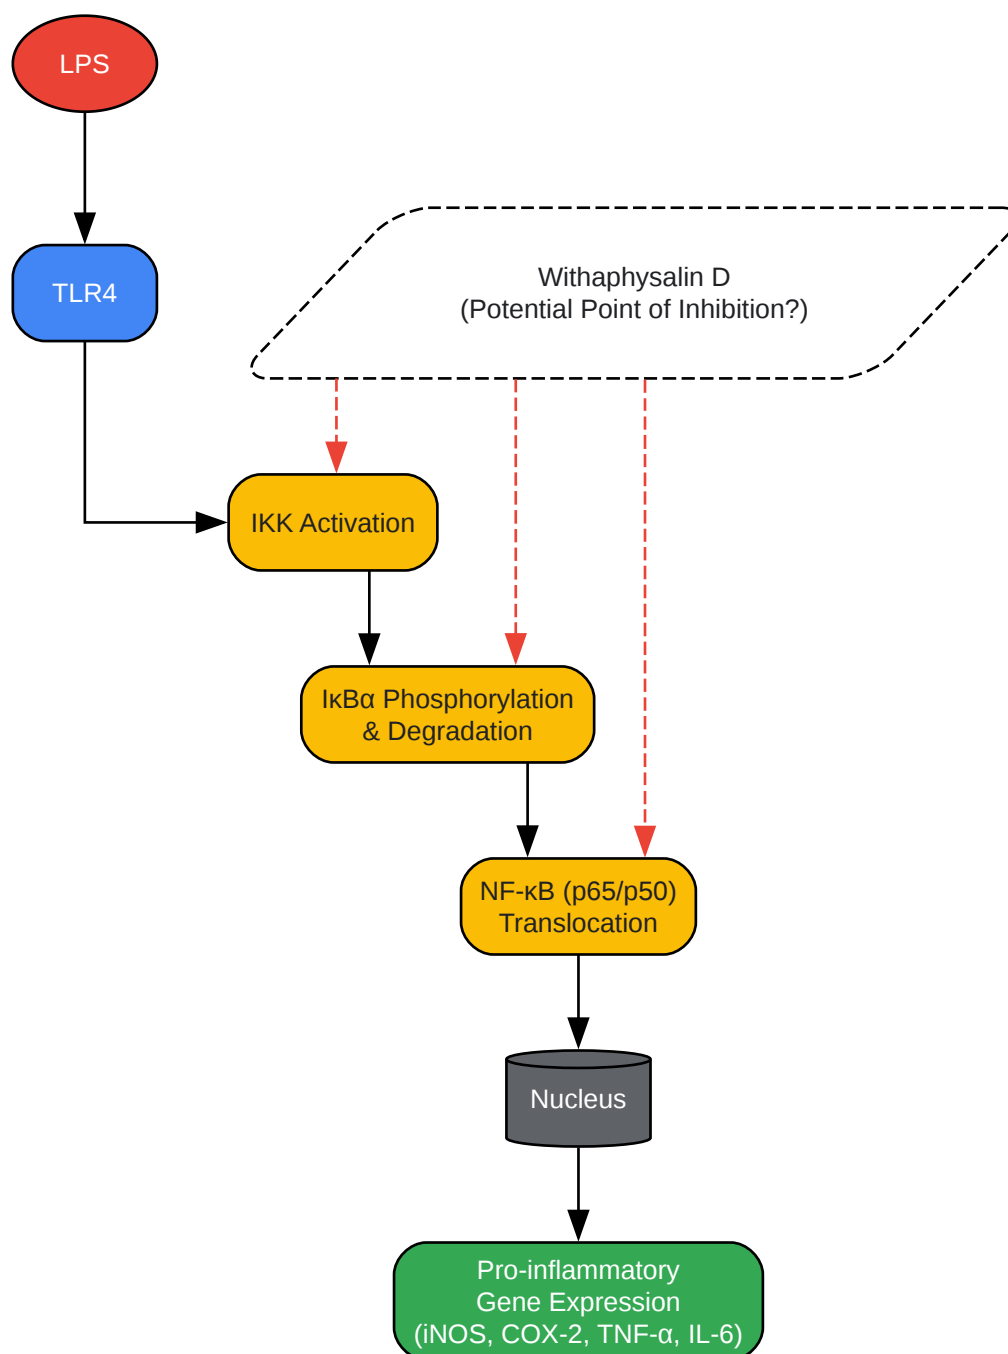 LPS
TLR4
Withaphysalin D
(Potential Point of Inhibition?)
IKK Activation
IκBα Phosphorylation
& Degradation
NF-κB (p65/p50)
Translocation
Nucleus
Pro-inflammatory
Gene Expression
(iNOS, COX-2, TNF-α, IL-6)